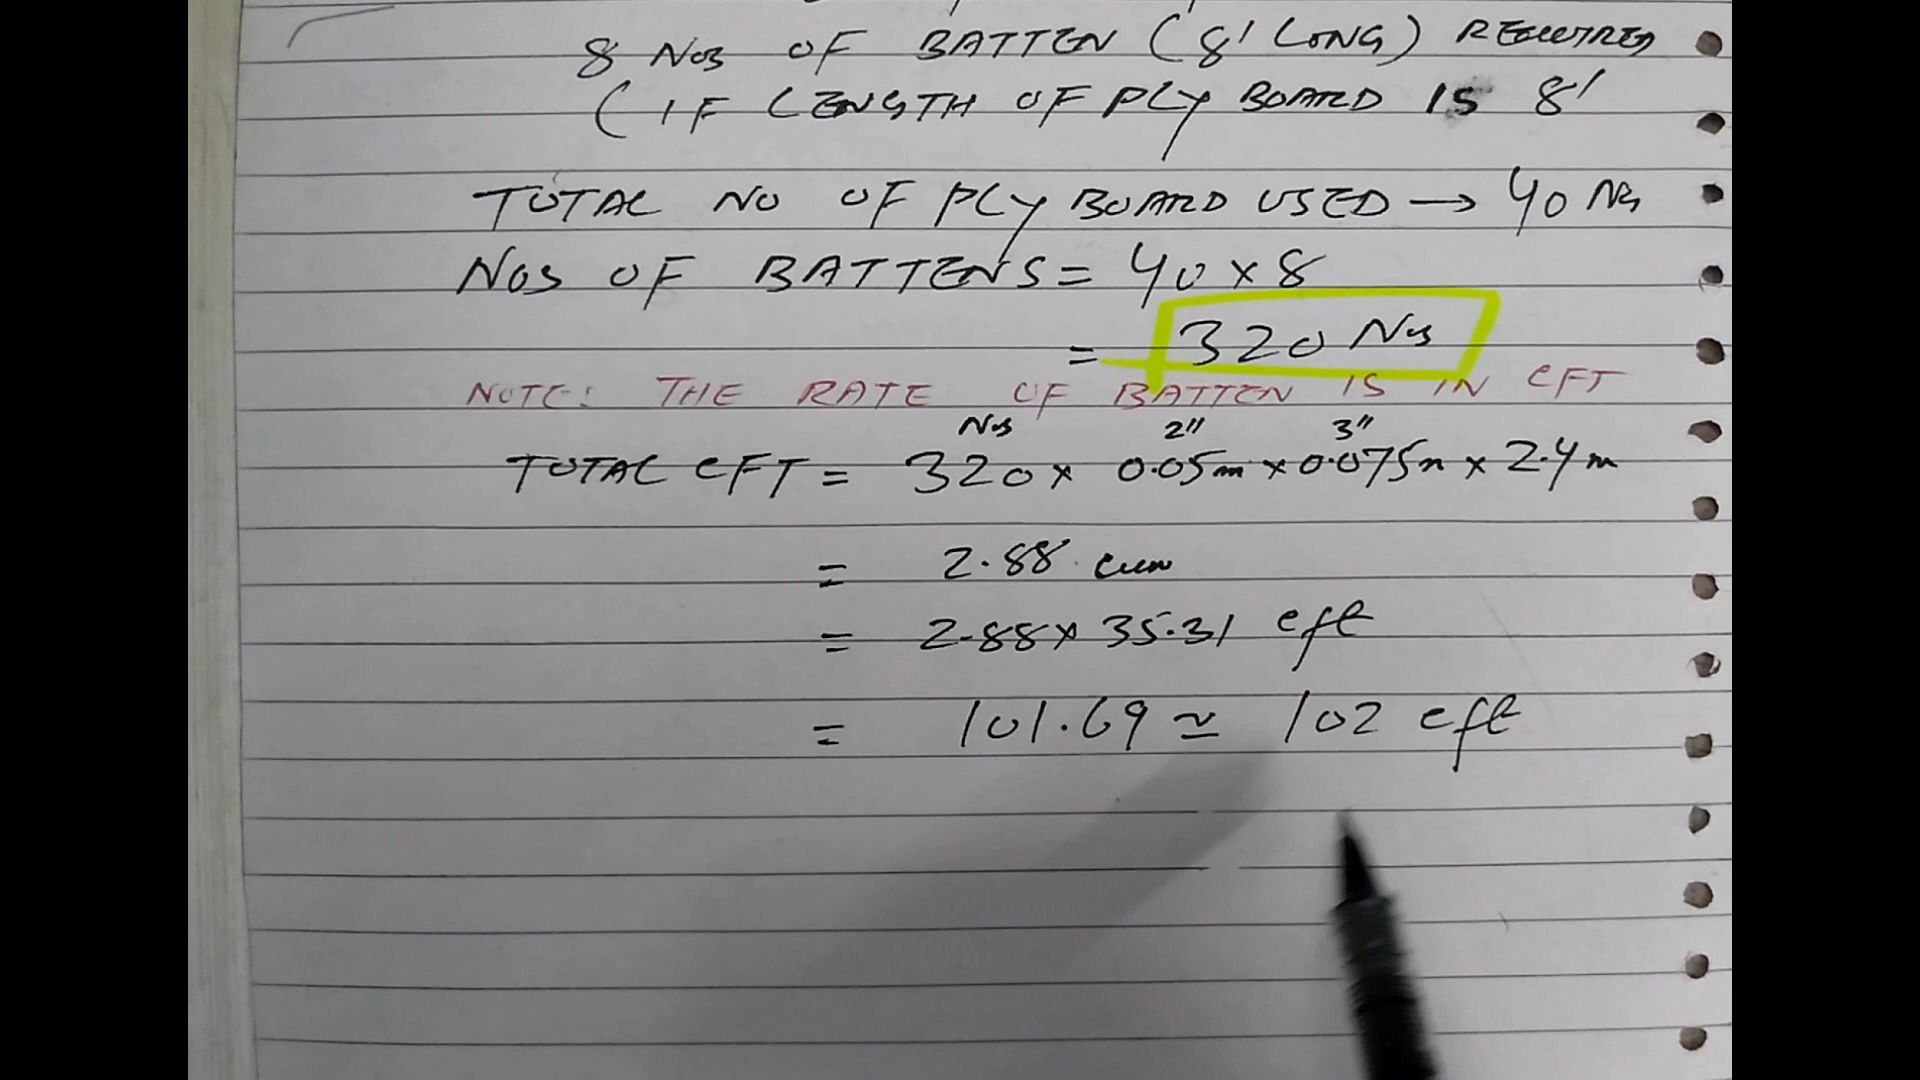 8 Nos OF BATTEN (8' LONG) REQUIRED
(IF LENGTH OF PLY BOARD IS 8'
TOTAL NO OF PLY BOARD USED → 40 Nos
NOS OF BATTENS = 40 x 8
= 320 Nos
NOTE: THE RATE OF BATTEN IS IN CFT
Nos 2" 3"
TOTAL CFT = 320 x 0.05m x 0.075m x 2.4m
= 2.88 cum
= 2.88 x 35.31 cft
= 101.69 ≃ 102 cft